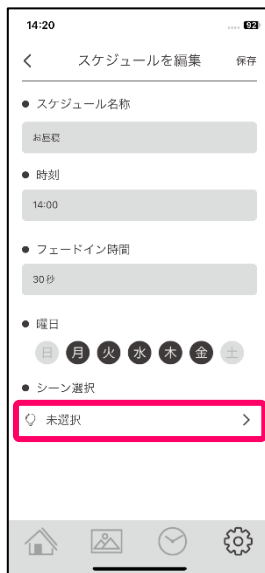 14:20
92
スケジュールを編集 保存
● スケジュール名称
お昼寝
● 時刻
14:00
● フェードイン時間
30秒
● 曜日
日 月 火 水 木 金 土
● シーン選択
未選択